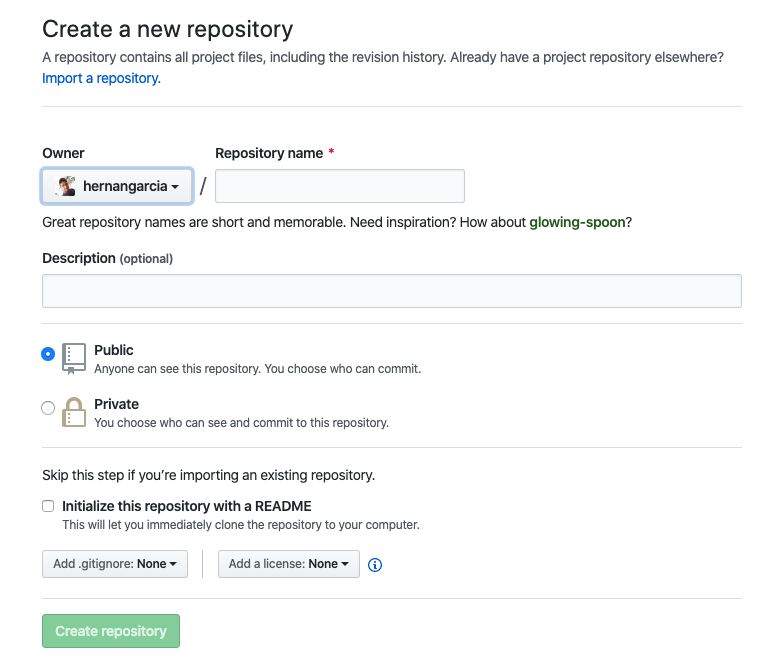 Create a new repository
A repository contains all project files, including the revision history. Already have a project repository elsewhere?
Import a repository.
Owner
Repository name *
hernangarcia
/
Great repository names are short and memorable. Need inspiration? How about glowing-spoon?
Description (optional)
Public
Anyone can see this repository. You choose who can commit.
Private
You choose who can see and commit to this repository.
Skip this step if you’re importing an existing repository.
Initialize this repository with a README
This will let you immediately clone the repository to your computer.
Add .gitignore: None
Add a license: None
Create repository